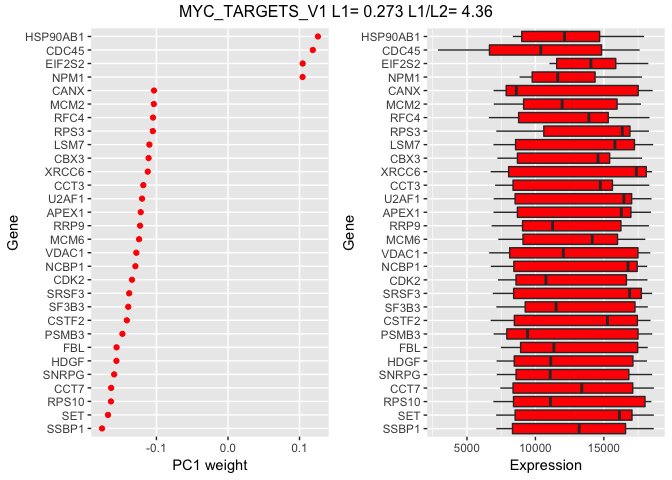 MYC_TARGETS_V1 L1= 0.273 L1/L2= 4.36
Gene
HSP90AB1
CDC45
EIF2S2
NPM1
CANX
MCM2
RFC4
RPS3
LSM7
CBX3
XRCC6
CCT3
U2AF1
APEX1
RRP9
MCM6
VDAC1
NCBP1
CDK2
SRSF3
SF3B3
CSTF2
PSMB3
FBL
HDGF
SNRPG
CCT7
RPS10
SET
SSBP1
-0.1 0.0 0.1
PC1 weight
Gene
HSP90AB1
CDC45
EIF2S2
NPM1
CANX
MCM2
RFC4
RPS3
LSM7
CBX3
XRCC6
CCT3
U2AF1
APEX1
RRP9
MCM6
VDAC1
NCBP1
CDK2
SRSF3
SF3B3
CSTF2
PSMB3
FBL
HDGF
SNRPG
CCT7
RPS10
SET
SSBP1
5000 10000 15000
Expression